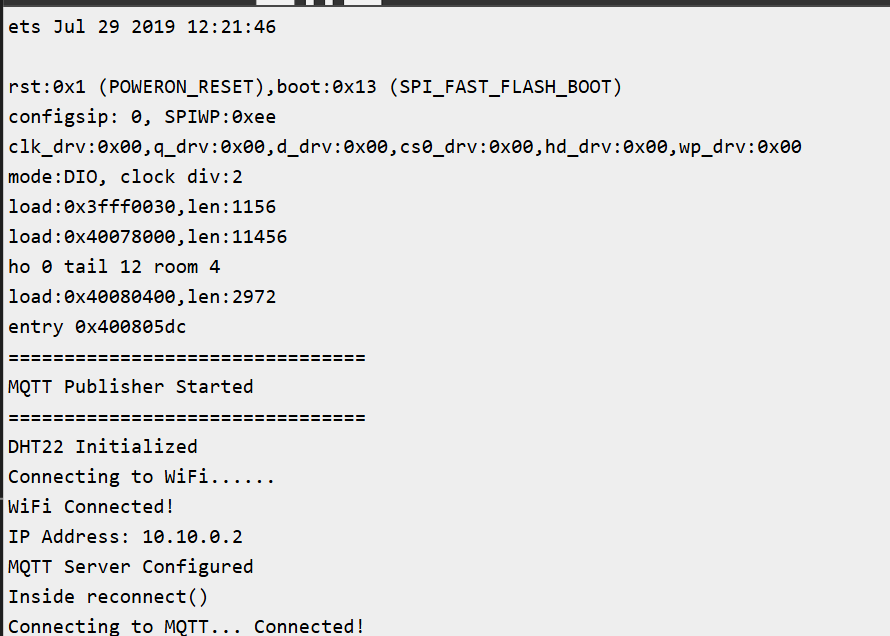 ets Jul 29 2019 12:21:46
rst:0x1 (POWERON_RESET),boot:0x13 (SPI_FAST_FLASH_BOOT)
configsip: 0, SPIWP:0xee
clk_drv:0x00,q_drv:0x00,d_drv:0x00,cs0_drv:0x00,hd_drv:0x00,wp_drv:0x00
mode:DIO, clock div:2
load:0x3fff0030,len:1156
load:0x40078000,len:11456
ho 0 tail 12 room 4
load:0x40080400,len:2972
entry 0x400805dc
================================
MQTT Publisher Started
================================
DHT22 Initialized
Connecting to WiFi......
WiFi Connected!
IP Address: 10.10.0.2
MQTT Server Configured
Inside reconnect()
Connecting to MQTT... Connected!